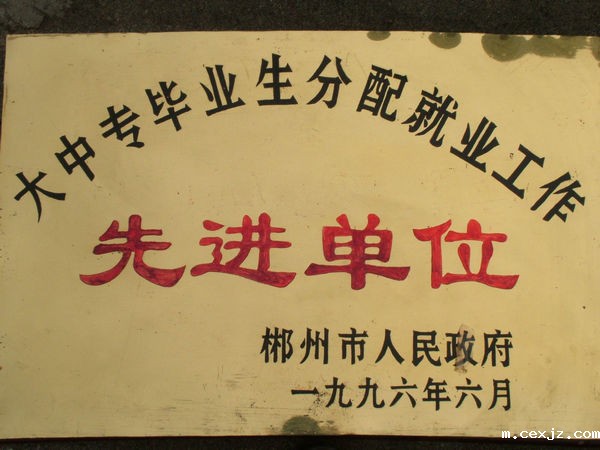 大中专毕业生分配就业工作
先进单位
郴州市人民政府
一九九六年六月
m.cexjz.com